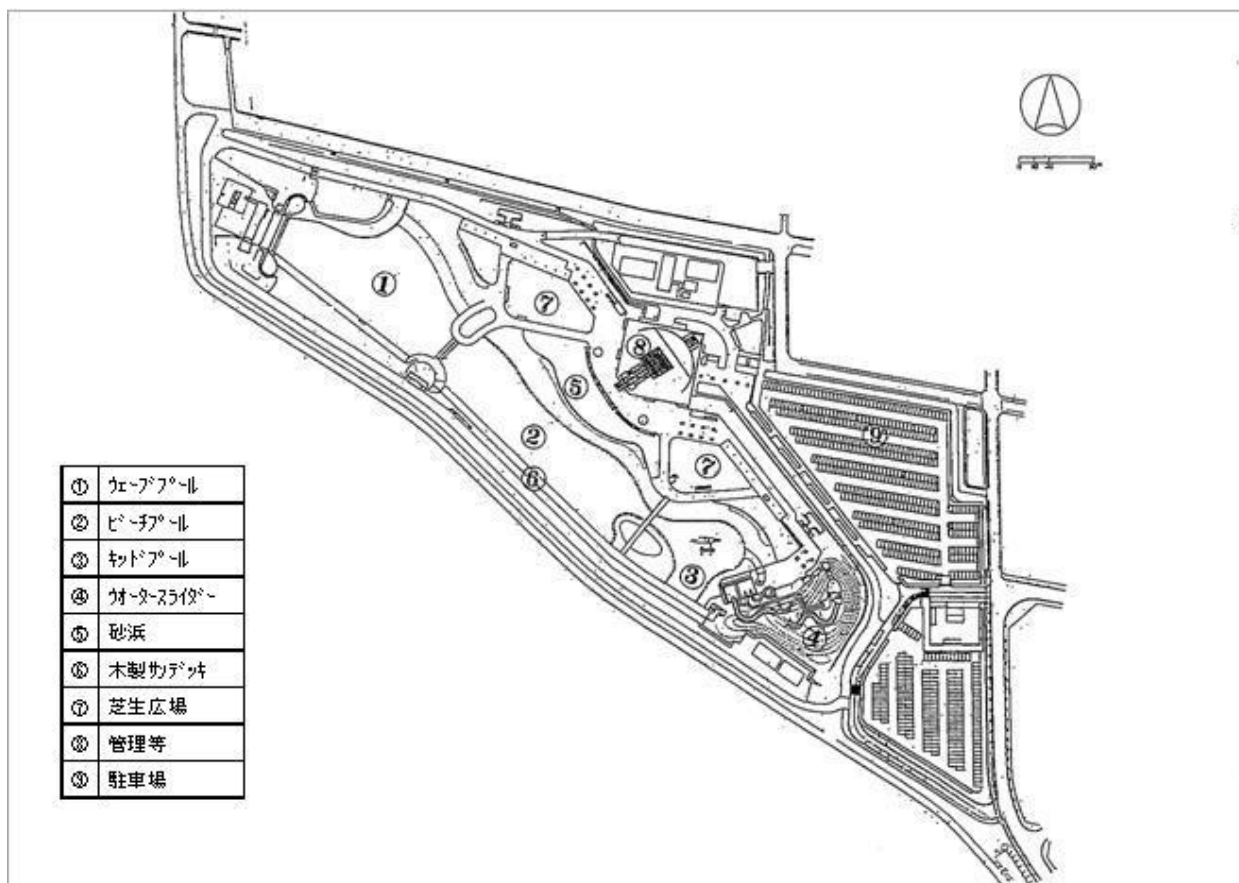 ①
⑦
⑧
⑤
⑨
②
⑦
⑥
③
④
① ｳｪｰﾌﾞﾌﾟｰﾙ
② ﾋﾞｰﾁﾌﾟｰﾙ
③ ｷｯﾄﾞﾌﾟｰﾙ
④ ｳｫｰﾀｰｽﾗｲﾀﾞｰ
⑤ 砂浜
⑥ 木製ｻﾝﾃﾞｯｷ
⑦ 芝生広場
⑧ 管理等
⑨ 駐車場